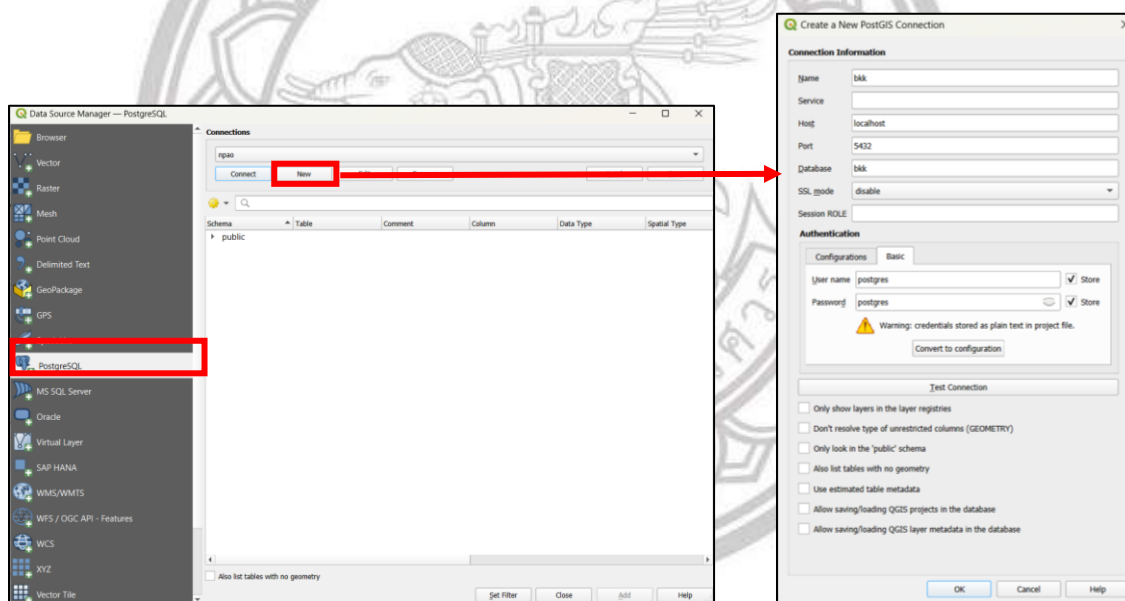 Data Source Manager — PostgreSQL
Browser
Vector
Raster
Mesh
Point Cloud
Delimited Text
GeoPackage
GPS
PostgreSQL
MS SQL Server
Oracle
Virtual Layer
SAP HANA
WMS/WMTS
WFS / OGC API - Features
WCS
XYZ
Vector Tile
Connections
npao
Connect New
Schema Table Comment Column Data Type Spatial Type
public
Also list tables with no geometry
Set Filter Close Add Help
Create a New PostGIS Connection
Connection Information
Name bkk
Service
Host localhost
Port 5432
Database bkk
SSL mode disable
Session ROLE
Authentication
Configurations Basic
User name postgres Store
Password postgres Store
Warning: credentials stored as plain text in project file.
Convert to configuration
Test Connection
Only show layers in the layer registries
Don't resolve type of unrestricted columns (GEOMETRY)
Only look in the 'public' schema
Also list tables with no geometry
Use estimated table metadata
Allow saving/loading QGIS projects in the database
Allow saving/loading QGIS layer metadata in the database
OK Cancel Help